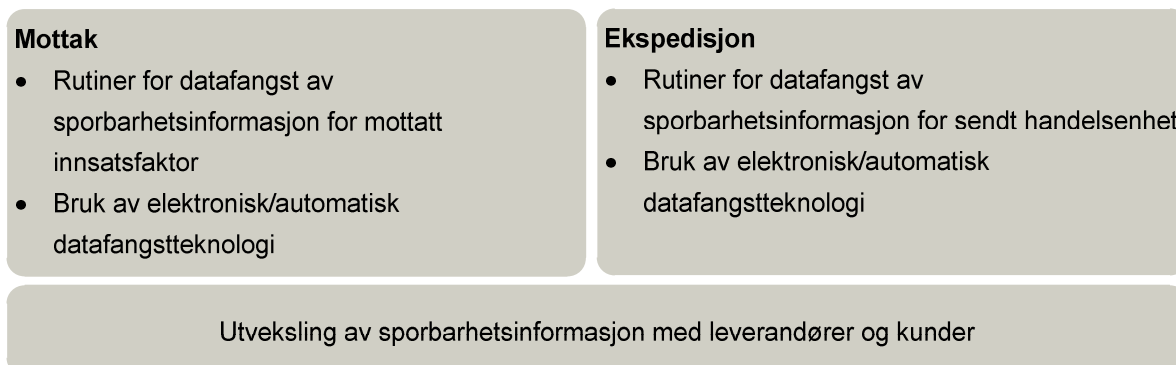 Mottak
• Rutiner for datafangst av
sporbarhetsinformasjon for mottatt
innsatsfaktor
• Bruk av elektronisk/automatisk
datafangstteknologi
Ekspedisjon
• Rutiner for datafangst av
sporbarhetsinformasjon for sendt handelsenhet
• Bruk av elektronisk/automatisk
datafangstteknologi
Utveksling av sporbarhetsinformasjon med leverandører og kunder